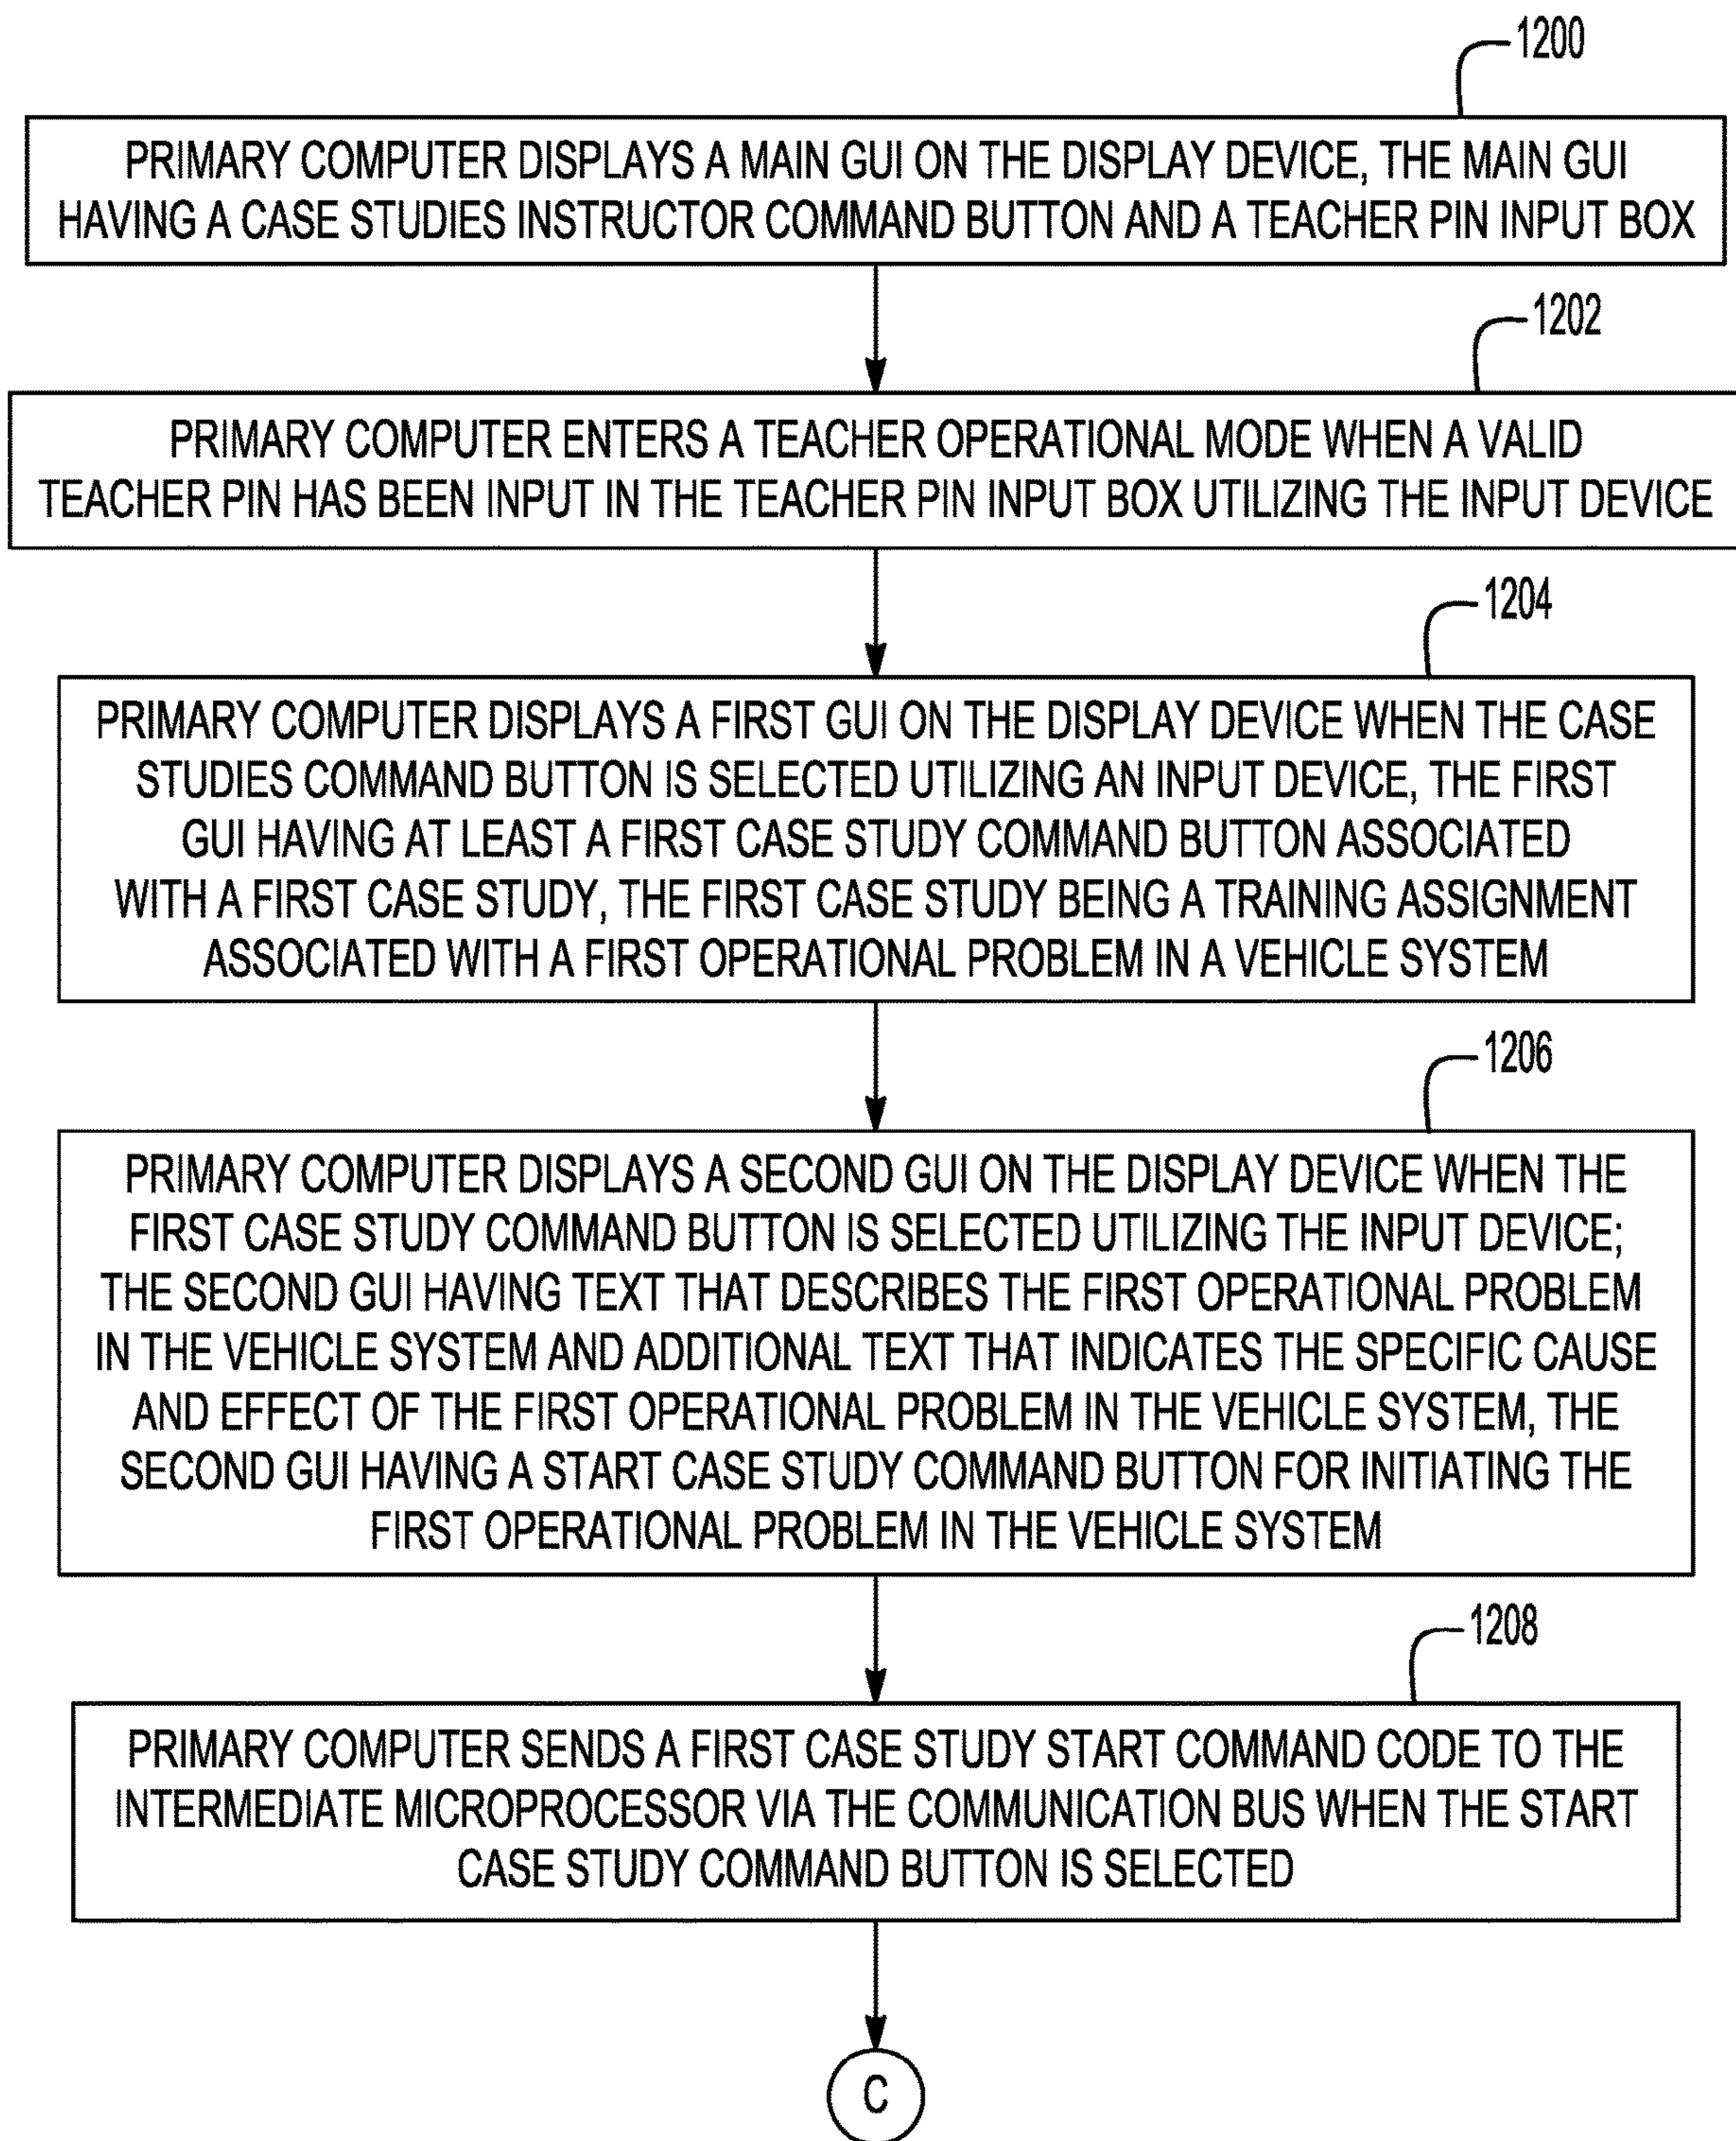 1200
PRIMARY COMPUTER DISPLAYS A MAIN GUI ON THE DISPLAY DEVICE, THE MAIN GUI
HAVING A CASE STUDIES INSTRUCTOR COMMAND BUTTON AND A TEACHER PIN INPUT BOX
1202
PRIMARY COMPUTER ENTERS A TEACHER OPERATIONAL MODE WHEN A VALID
TEACHER PIN HAS BEEN INPUT IN THE TEACHER PIN INPUT BOX UTILIZING THE INPUT DEVICE
1204
PRIMARY COMPUTER DISPLAYS A FIRST GUI ON THE DISPLAY DEVICE WHEN THE CASE
STUDIES COMMAND BUTTON IS SELECTED UTILIZING AN INPUT DEVICE, THE FIRST
GUI HAVING AT LEAST A FIRST CASE STUDY COMMAND BUTTON ASSOCIATED
WITH A FIRST CASE STUDY, THE FIRST CASE STUDY BEING A TRAINING ASSIGNMENT
ASSOCIATED WITH A FIRST OPERATIONAL PROBLEM IN A VEHICLE SYSTEM
1206
PRIMARY COMPUTER DISPLAYS A SECOND GUI ON THE DISPLAY DEVICE WHEN THE
FIRST CASE STUDY COMMAND BUTTON IS SELECTED UTILIZING THE INPUT DEVICE;
THE SECOND GUI HAVING TEXT THAT DESCRIBES THE FIRST OPERATIONAL PROBLEM
IN THE VEHICLE SYSTEM AND ADDITIONAL TEXT THAT INDICATES THE SPECIFIC CAUSE
AND EFFECT OF THE FIRST OPERATIONAL PROBLEM IN THE VEHICLE SYSTEM, THE
SECOND GUI HAVING A START CASE STUDY COMMAND BUTTON FOR INITIATING THE
FIRST OPERATIONAL PROBLEM IN THE VEHICLE SYSTEM
1208
PRIMARY COMPUTER SENDS A FIRST CASE STUDY START COMMAND CODE TO THE
INTERMEDIATE MICROPROCESSOR VIA THE COMMUNICATION BUS WHEN THE START
CASE STUDY COMMAND BUTTON IS SELECTED
C